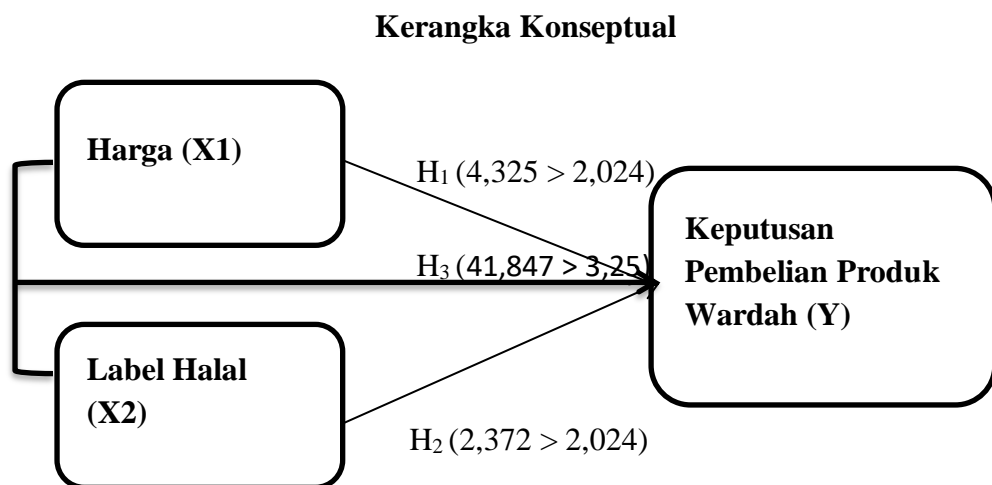 Kerangka Konseptual
Harga (X1)
H₁ (4,325 > 2,024)
Keputusan
Pembelian Produk
Wardah (Y)
H₃ (41,847 > 3,25)
Label Halal
(X2)
H₂ (2,372 > 2,024)